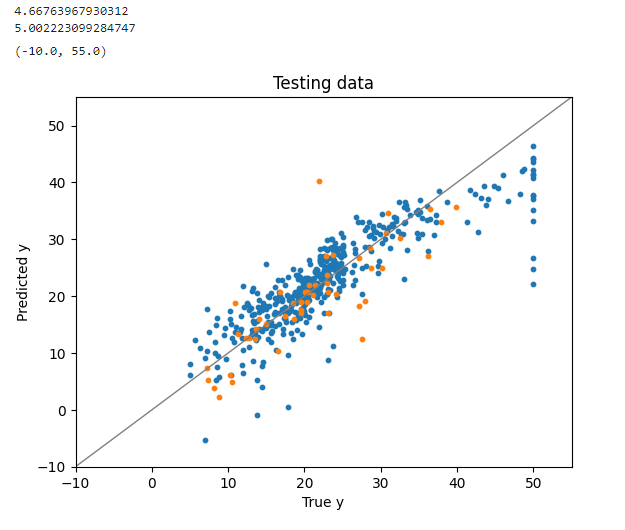 4.66763967930312
5.002223099284747
(-10.0, 55.0)
Testing data
50
40
30
20
10
0
−10
Predicted y
−10 0 10 20 30 40 50
True y